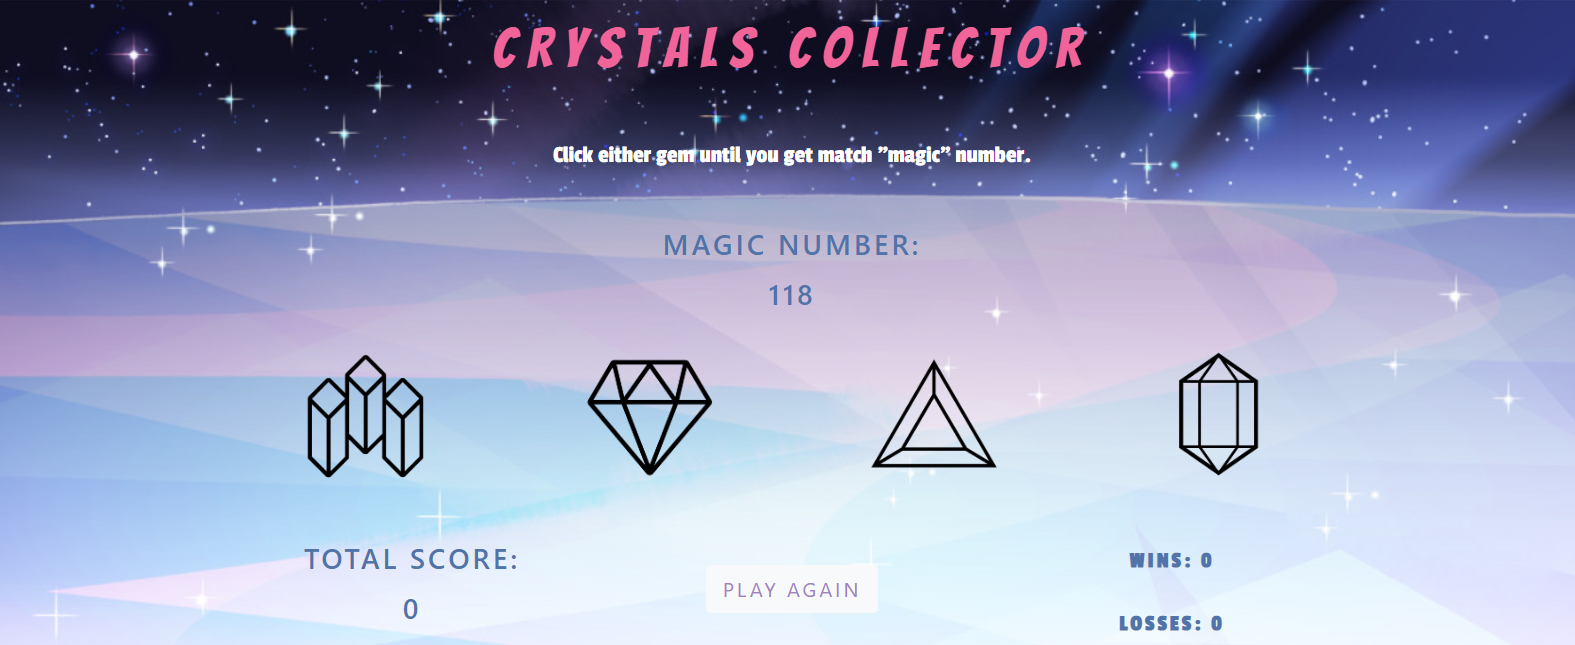 CRYSTALS COLLECTOR
Click either gem until you get match ”magic” number.
MAGIC NUMBER:
118
TOTAL SCORE:
0
PLAY AGAIN
WINS: 0
LOSSES: 0